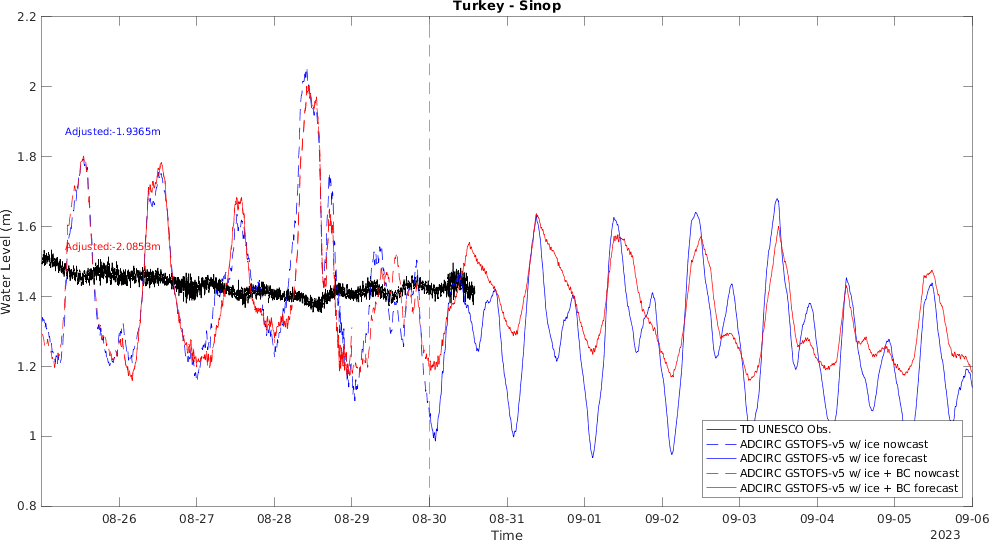 Turkey - Sinop
2.2
2
1.8
1.6
1.4
1.2
1
0.8
Water Level (m)
Adjusted:-1.9365m
Adjusted:-2.0853m
TD UNESCO Obs.
ADCIRC GSTOFS-v5 w/ ice nowcast
ADCIRC GSTOFS-v5 w/ ice forecast
ADCIRC GSTOFS-v5 w/ ice + BC nowcast
ADCIRC GSTOFS-v5 w/ ice + BC forecast
08-26 08-27 08-28 08-29 08-30 08-31 09-01 09-02 09-03 09-04 09-05 09-06
Time
2023